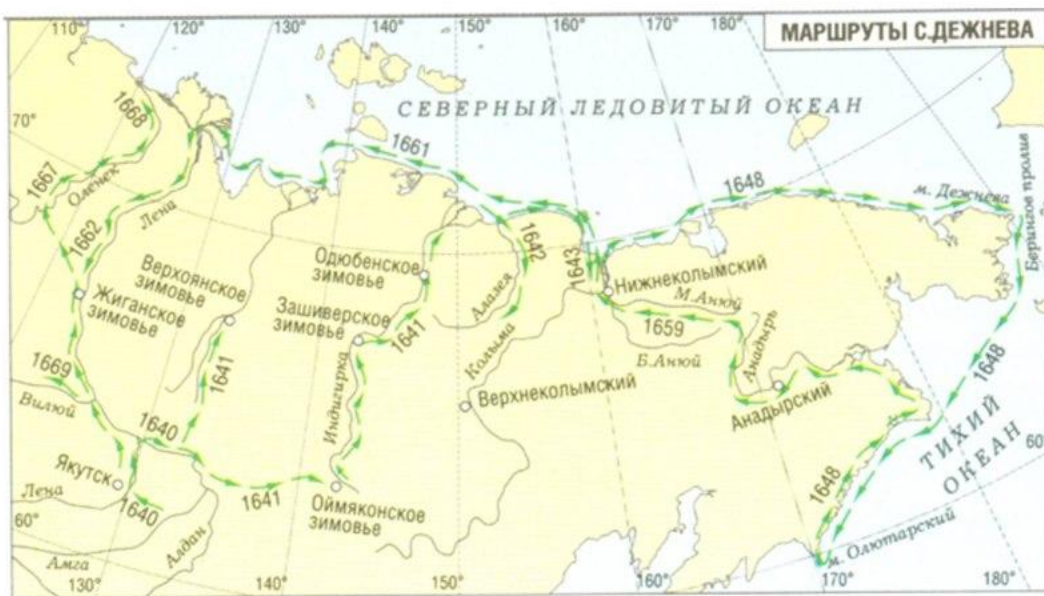 МАРШРУТЫ С.ДЕЖНЕВА
110°
120°
130°
140°
150°
160°
170°
180°
170°
СЕВЕРНЫЙ ЛЕДОВИТЫЙ ОКЕАН
70°
70°
1668
1667
Оленек
1661
1648
м. Дежнева
Берингов пролив
Лена
1662
1642
1643
Верхоянское
зимовье
Одюбенское
зимовье
Алазея
Нижнеколымский
М.Анюй
Жиганское
зимовье
Зашиверское
зимовье
1641
Колыма
1659
Б.Анюй
Анадырь
1648
1641
1669
Вилюй
Индигирка
Верхнеколымский
Анадырский
1640
ТИХИЙ
ОКЕАН
60°
Якутск
1641
Оймяконское
зимовье
1648
Лена
1640
60°
Алдан
Амга
м. Олюторский
130°
140°
150°
160°
170°
180°